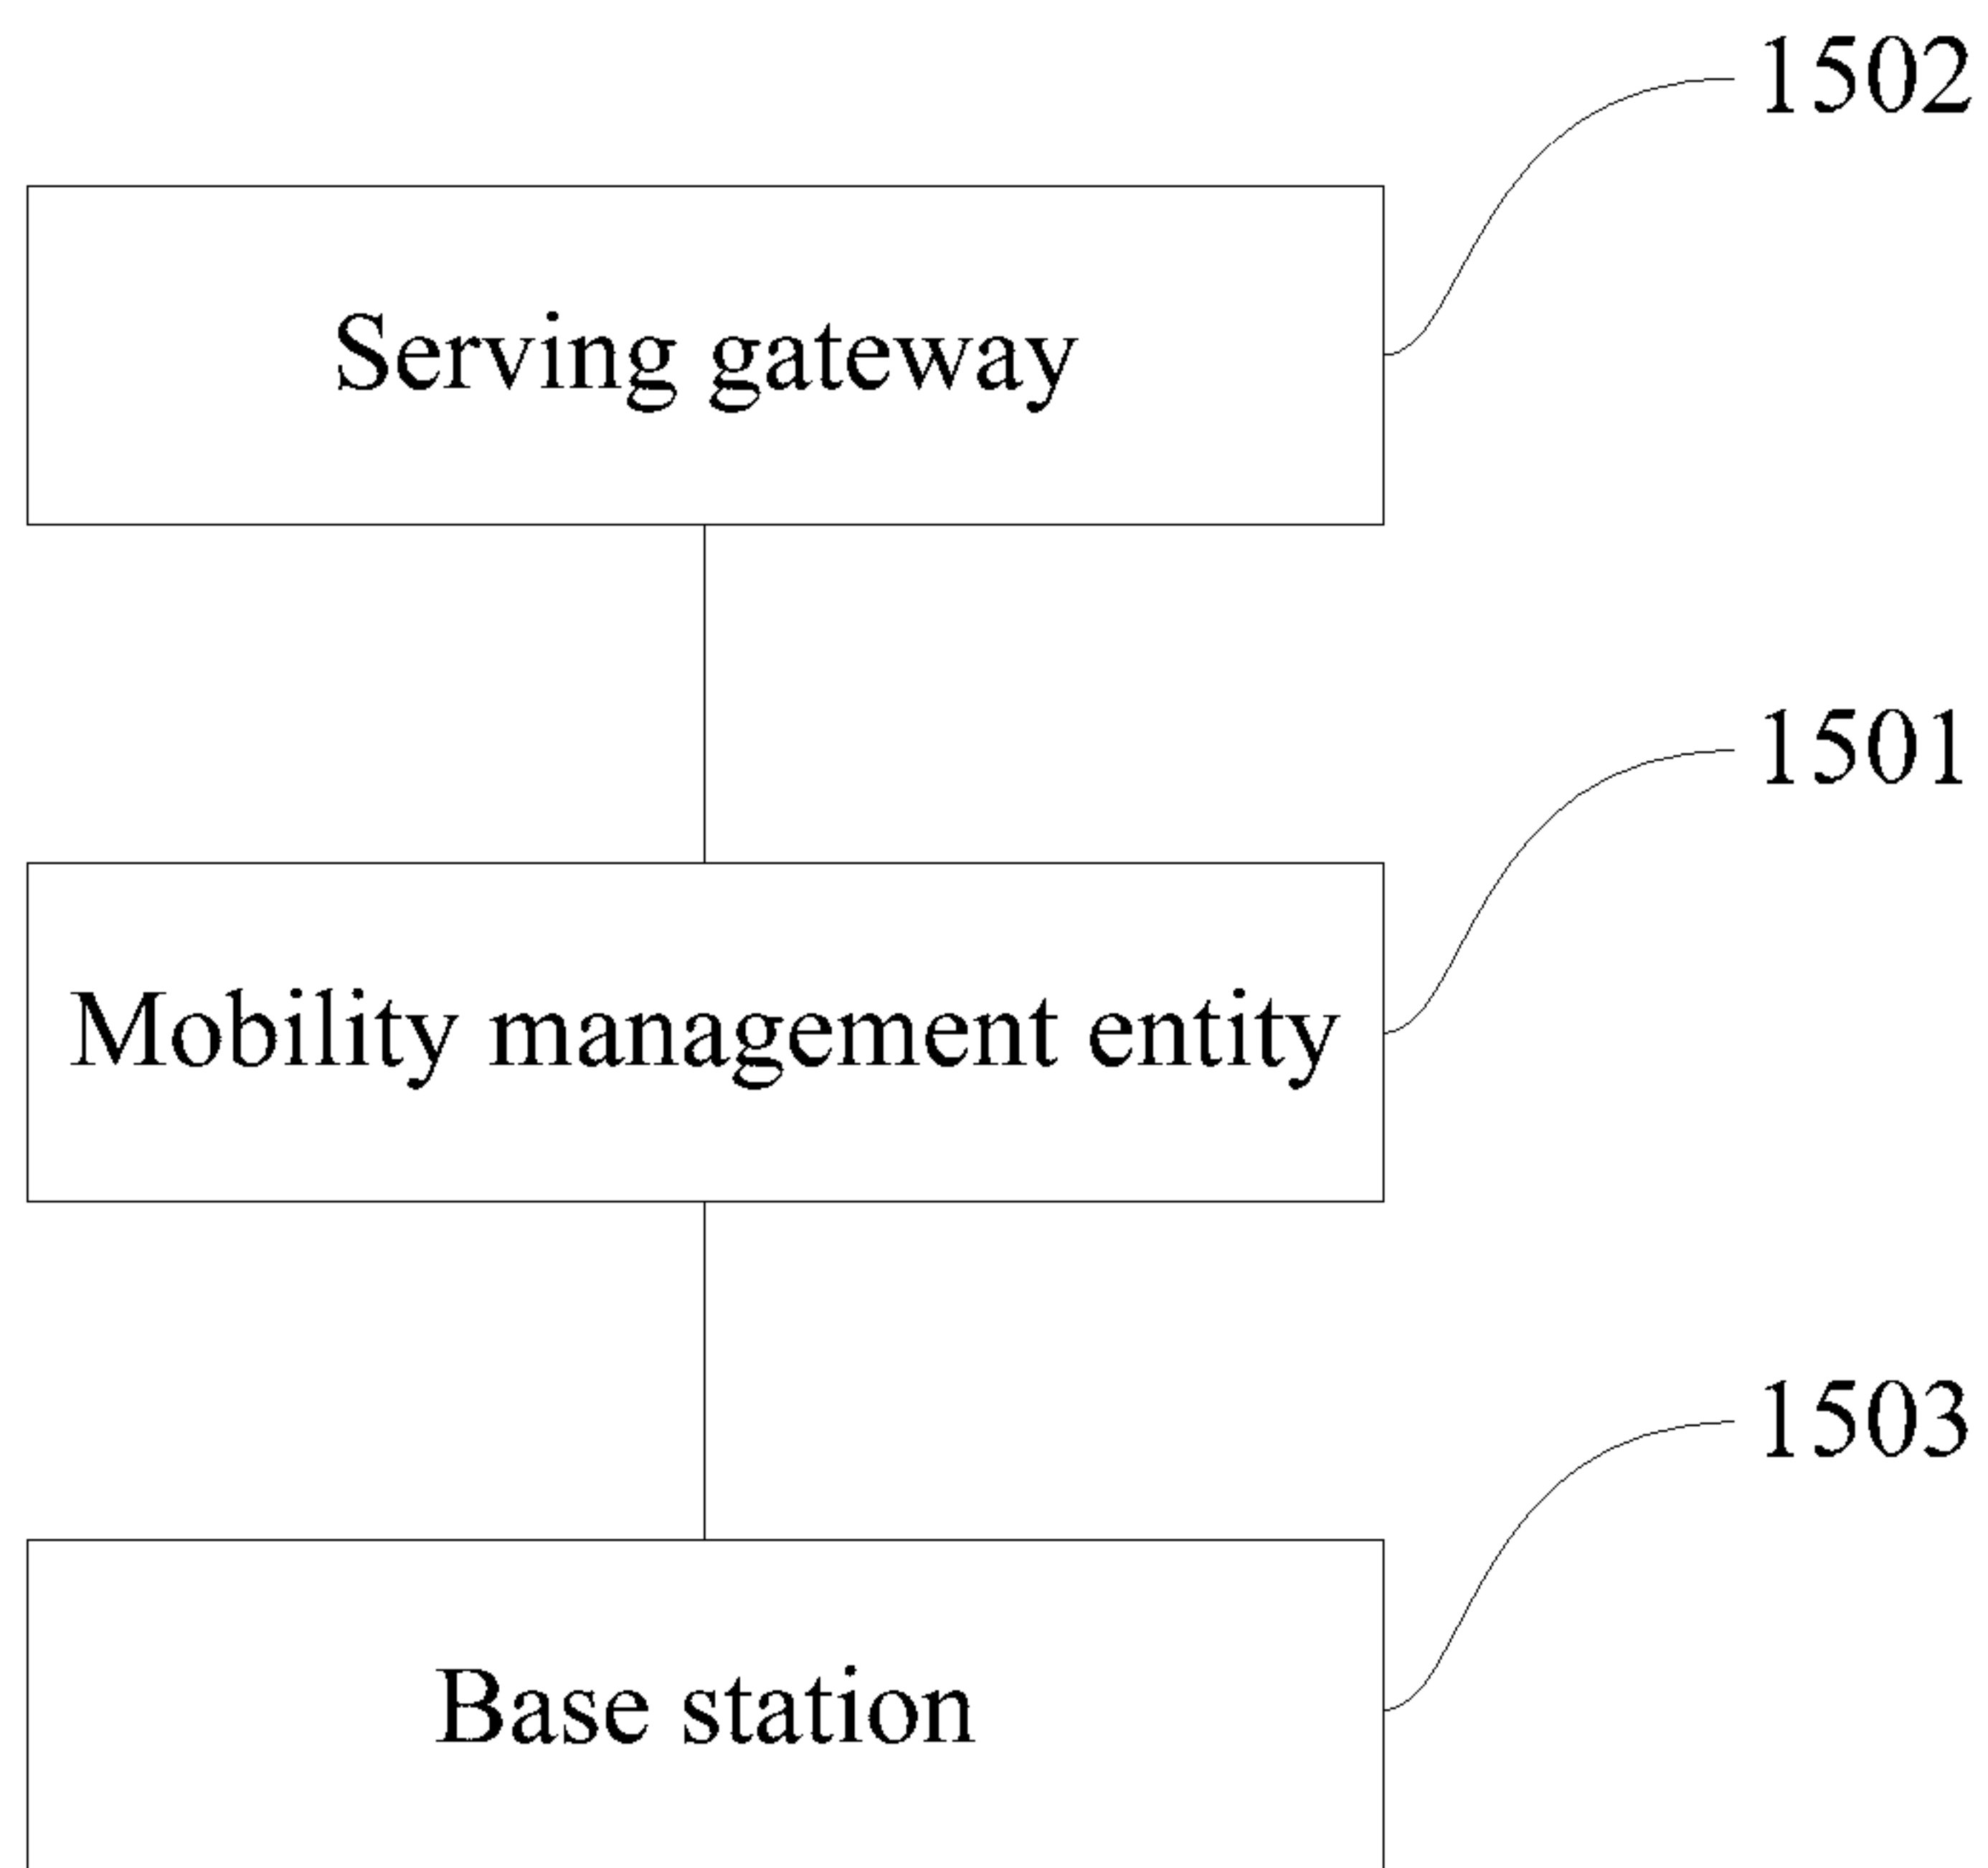 1502
Serving gateway
1501
Mobility management entity
1503
Base station